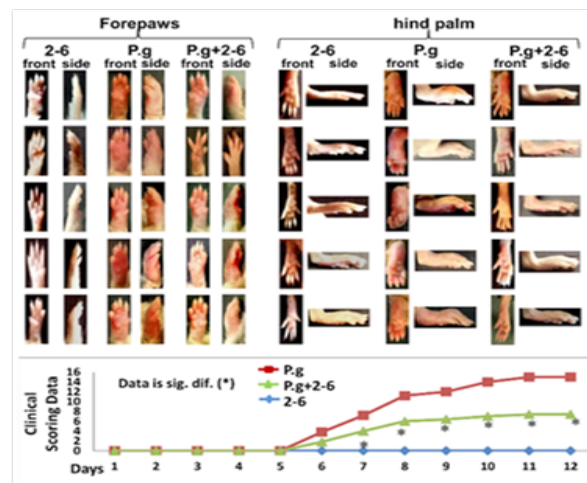 Forepaws hind palm
2-6 P.g P.g+2-6 2-6 P.g P.g+2-6
front side front side front side front side front side front side
16
14
12
10
8
6
4
2
0
Clinical
Scoring Data
Data is sig. dif. (*)
P.g
P.g+2-6
2-6
* * * * * *
Days 1 2 3 4 5 6 7 8 9 10 11 12